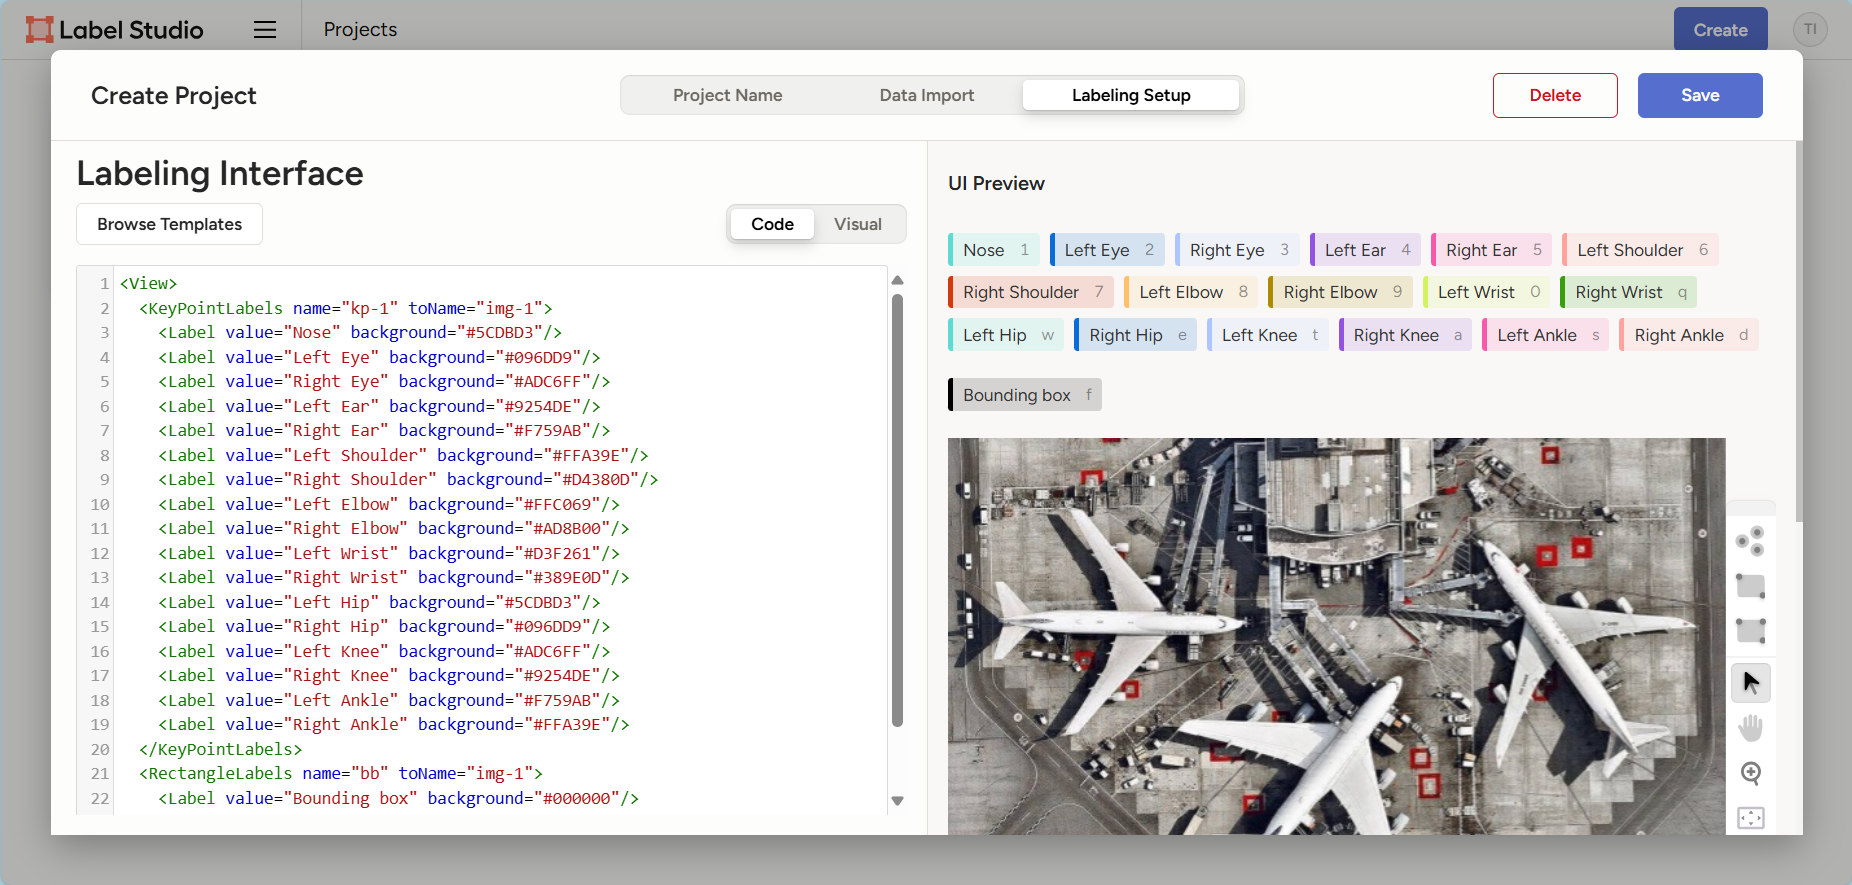 Label Studio
Projects
Create
TI
Create Project
Project Name
Data Import
Labeling Setup
Delete
Save
Labeling Interface
Browse Templates
Code
Visual
1 <View>
2 <KeyPointLabels name="kp-1" toName="img-1">
3 <Label value="Nose" background="#5CDBD3"/>
4 <Label value="Left Eye" background="#096DD9"/>
5 <Label value="Right Eye" background="#ADC6FF"/>
6 <Label value="Left Ear" background="#9254DE"/>
7 <Label value="Right Ear" background="#F759AB"/>
8 <Label value="Left Shoulder" background="#FFA39E"/>
9 <Label value="Right Shoulder" background="#D4380D"/>
10 <Label value="Left Elbow" background="#FFC069"/>
11 <Label value="Right Elbow" background="#AD8B00"/>
12 <Label value="Left Wrist" background="#D3F261"/>
13 <Label value="Right Wrist" background="#389E0D"/>
14 <Label value="Left Hip" background="#5CDBD3"/>
15 <Label value="Right Hip" background="#096DD9"/>
16 <Label value="Left Knee" background="#ADC6FF"/>
17 <Label value="Right Knee" background="#9254DE"/>
18 <Label value="Left Ankle" background="#F759AB"/>
19 <Label value="Right Ankle" background="#FFA39E"/>
20 </KeyPointLabels>
21 <RectangleLabels name="bb" toName="img-1">
22 <Label value="Bounding box" background="#000000"/>
UI Preview
Nose 1 Left Eye 2 Right Eye 3 Left Ear 4 Right Ear 5 Left Shoulder 6
Right Shoulder 7 Left Elbow 8 Right Elbow 9 Left Wrist 0 Right Wrist q
Left Hip w Right Hip e Left Knee t Right Knee a Left Ankle s Right Ankle d
Bounding box f